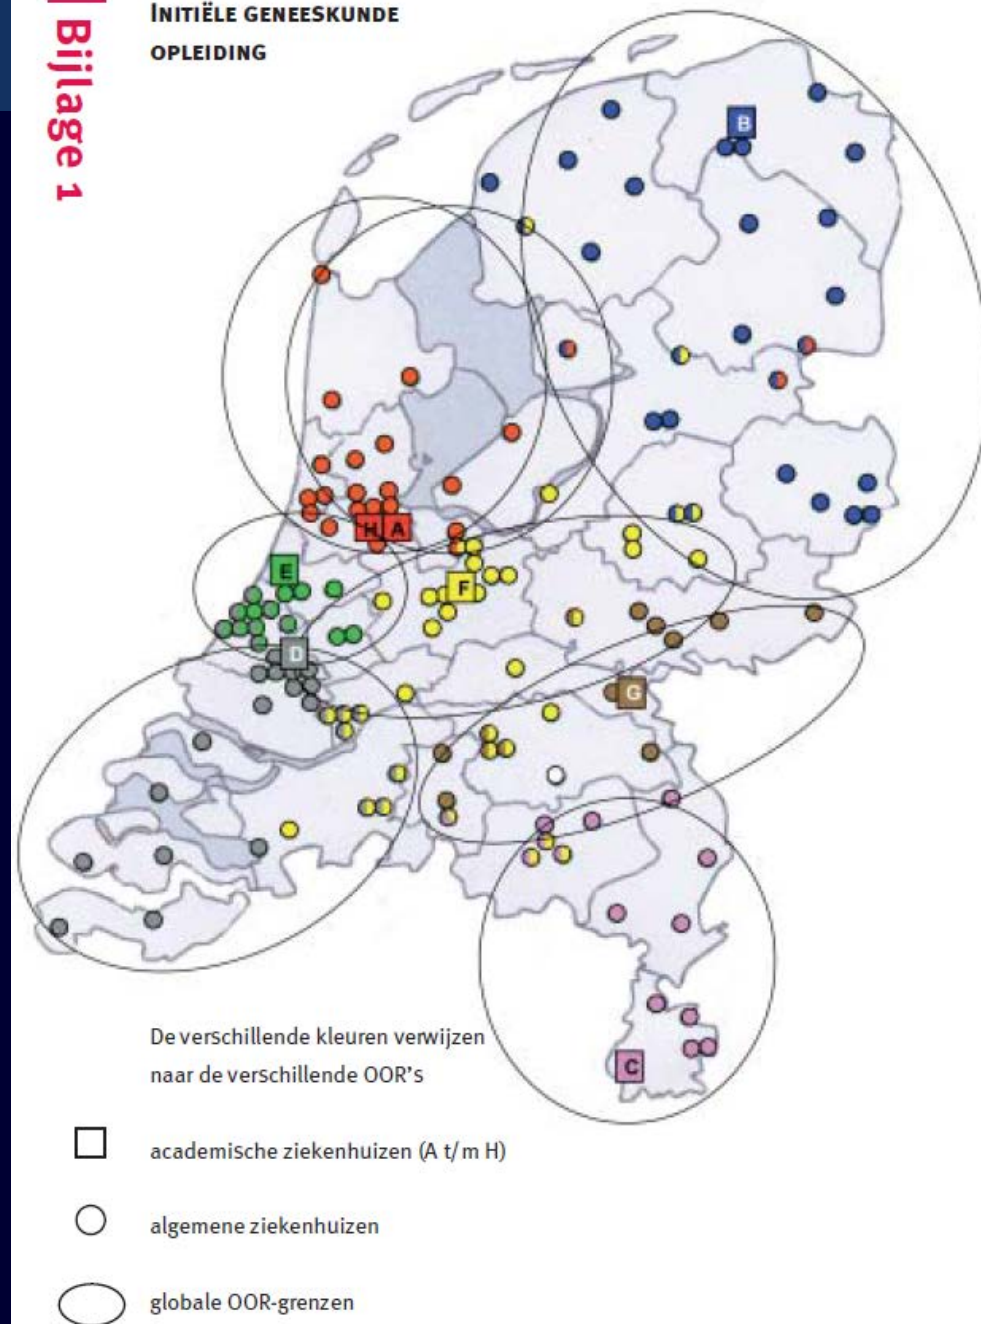 Bijlage 1
INITIËLE GENEESKUNDE
OPLEIDING
B
H A
E
F
D
G
C
De verschillende kleuren verwijzen
naar de verschillende OOR's
academische ziekenhuizen (A t/m H)
algemene ziekenhuizen
globale OOR-grenzen